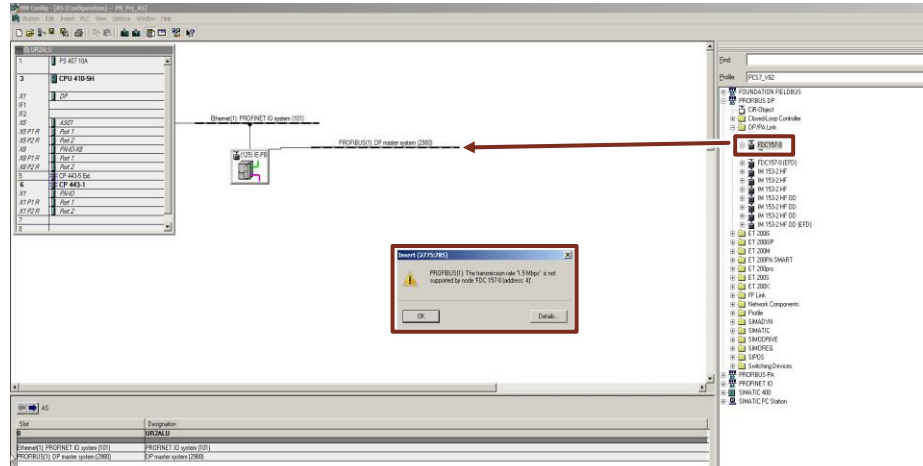 HW Config - [AS (Configuration) -- PB_Prj_AS]
Station Edit Insert PLC View Options Window Help
(0) UR2ALU
1 PS 407 10A
3 CPU 410-5H
X1 DP
IF1
IF2
X5 AS01
X5 P1 R Port 1
X5 P2 R Port 2
X8 PN-IO-X8
X8 P1 R Port 1
X8 P2 R Port 2
5 CP 443-5 Ext
6 CP 443-1
X1 PN-IO
X1 P1 R Port 1
X1 P2 R Port 2
7
8
Ethernet(1): PROFINET IO system (101)
PROFIBUS(1): DP master system (2980)
(125) IE-PB
Insert (2775:785)
PROFIBUS(1): The transmission rate '1.5 Mbps' is not
supported by node 'FDC 157-0 (address: 4)'.
OK
Details...
Find
Profile PCS7_V82
FOUNDATION FIELDBUS
PROFIBUS DP
CiR-Object
Closed-Loop Controller
DP/PA Link
FDC157-0
FDC157-0 (EFD)
IM 153-2 HF
IM 153-2 HF
IM 153-2 HF
IM 153-2 HF OD
IM 153-2 HF OD
IM 153-2 HF OD
IM 153-2 HF OD (EFD)
ET 200iS
ET 200iSP
ET 200M
ET 200PA SMART
ET 200pro
ET 200S
ET 200X
FF Link
Network Components
Profile
SIMADYN
SIMATIC
SIMODRIVE
SIMOREG
SIPOS
Switching Devices
PROFIBUS-PA
PROFINET IO
SIMATIC 400
SIMATIC PC Station
AS
Slot Designation
0 UR2ALU
Ethernet(1): PROFINET IO system (101) PROFINET IO system (101)
PROFIBUS(1): DP master system (2980) DP master system (2980)